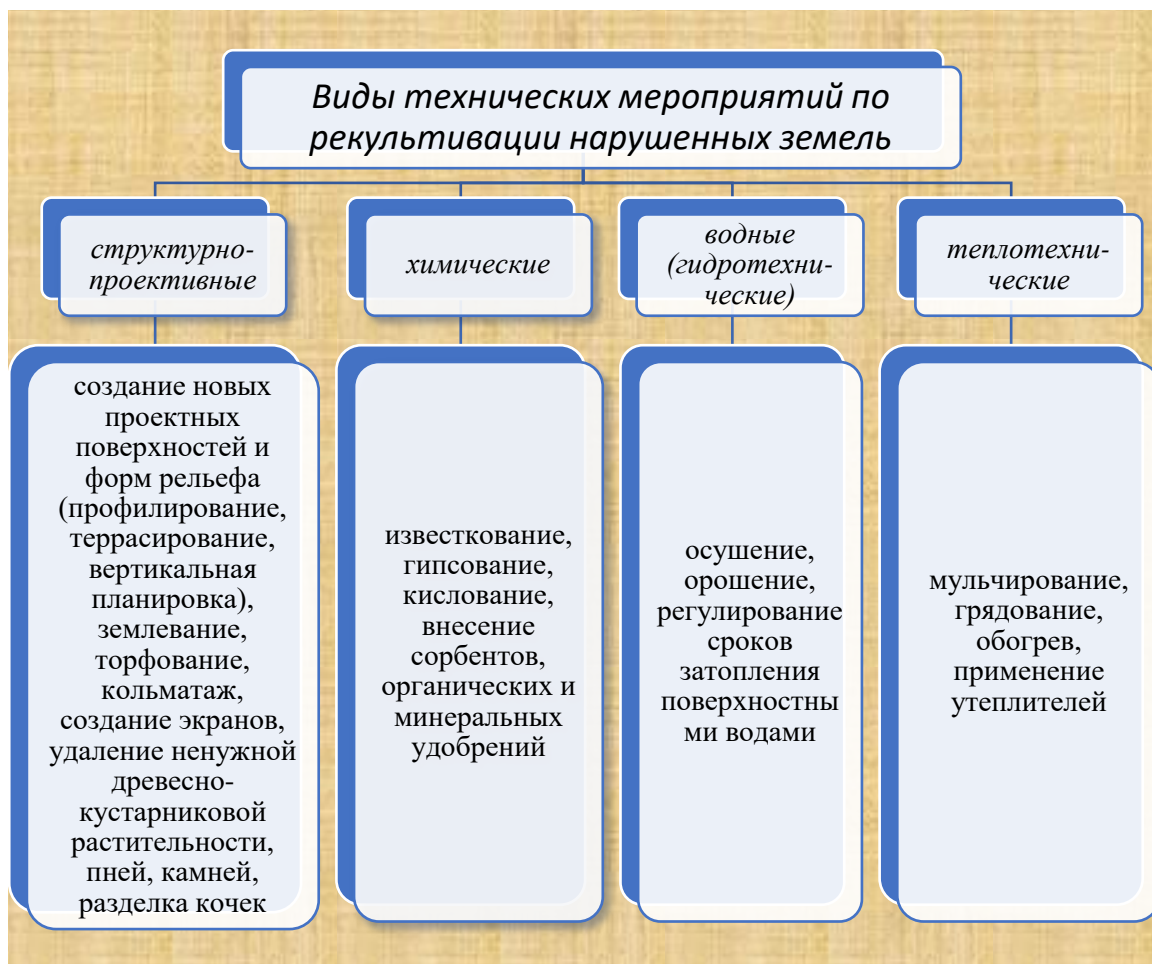 Виды технических мероприятий по
рекультивации нарушенных земель
структурно-
проективные
химические
водные
(гидротехни-
ческие)
теплотехни-
ческие
создание новых
проектных
поверхностей и
форм рельефа
(профилирование,
террасирование,
вертикальная
планировка),
землевание,
торфование,
кольматаж,
создание экранов,
удаление ненужной
древесно-
кустарниковой
растительности,
пней, камней,
разделка кочек
известкование,
гипсование,
кислование,
внесение
сорбентов,
органических и
минеральных
удобрений
осушение,
орошение,
регулирование
сроков
затопления
поверхностны
ми водами
мульчирование,
грядование,
обогрев,
применение
утеплителей